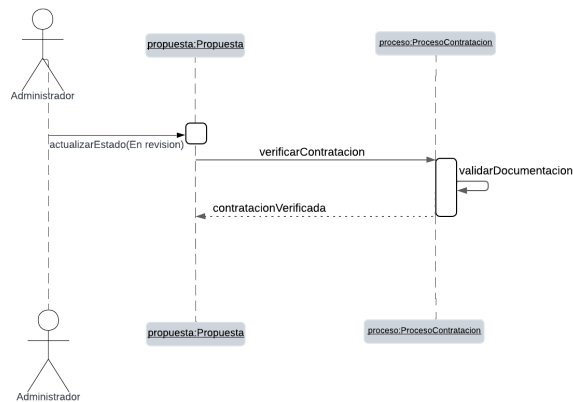 propuesta:Propuesta
proceso:ProcesoContratacion
Administrador
actualizarEstado(En revision)
verificarContratacion
validarDocumentacion
contratacionVerificada
propuesta:Propuesta
proceso:ProcesoContratacion
Administrador